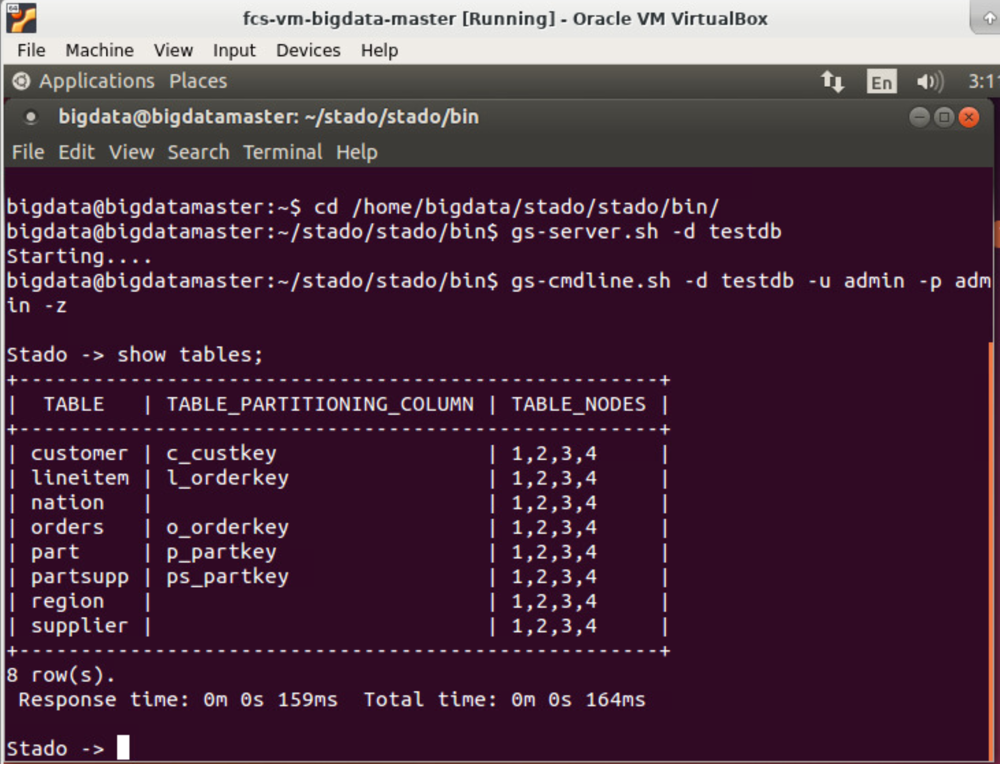 64
fcs-vm-bigdata-master [Running] - Oracle VM VirtualBox
File Machine View Input Devices Help
Applications Places En 3:11
bigdata@bigdatamaster: ~/stado/stado/bin
File Edit View Search Terminal Help
bigdata@bigdatamaster:~$ cd /home/bigdata/stado/stado/bin/
bigdata@bigdatamaster:~/stado/stado/bin$ gs-server.sh -d testdb
Starting....
bigdata@bigdatamaster:~/stado/stado/bin$ gs-cmdline.sh -d testdb -u admin -p adm
in -z
Stado -> show tables;
+----------------------------------------------------+
|  TABLE   | TABLE_PARTITIONING_COLUMN | TABLE_NODES |
+----------------------------------------------------+
| customer | c_custkey                 | 1,2,3,4     |
| lineitem | l_orderkey                | 1,2,3,4     |
| nation   |                           | 1,2,3,4     |
| orders   | o_orderkey                | 1,2,3,4     |
| part     | p_partkey                 | 1,2,3,4     |
| partsupp | ps_partkey                | 1,2,3,4     |
| region   |                           | 1,2,3,4     |
| supplier |                           | 1,2,3,4     |
+----------------------------------------------------+
8 row(s).
Response time: 0m 0s 159ms  Total time: 0m 0s 164ms
Stado ->